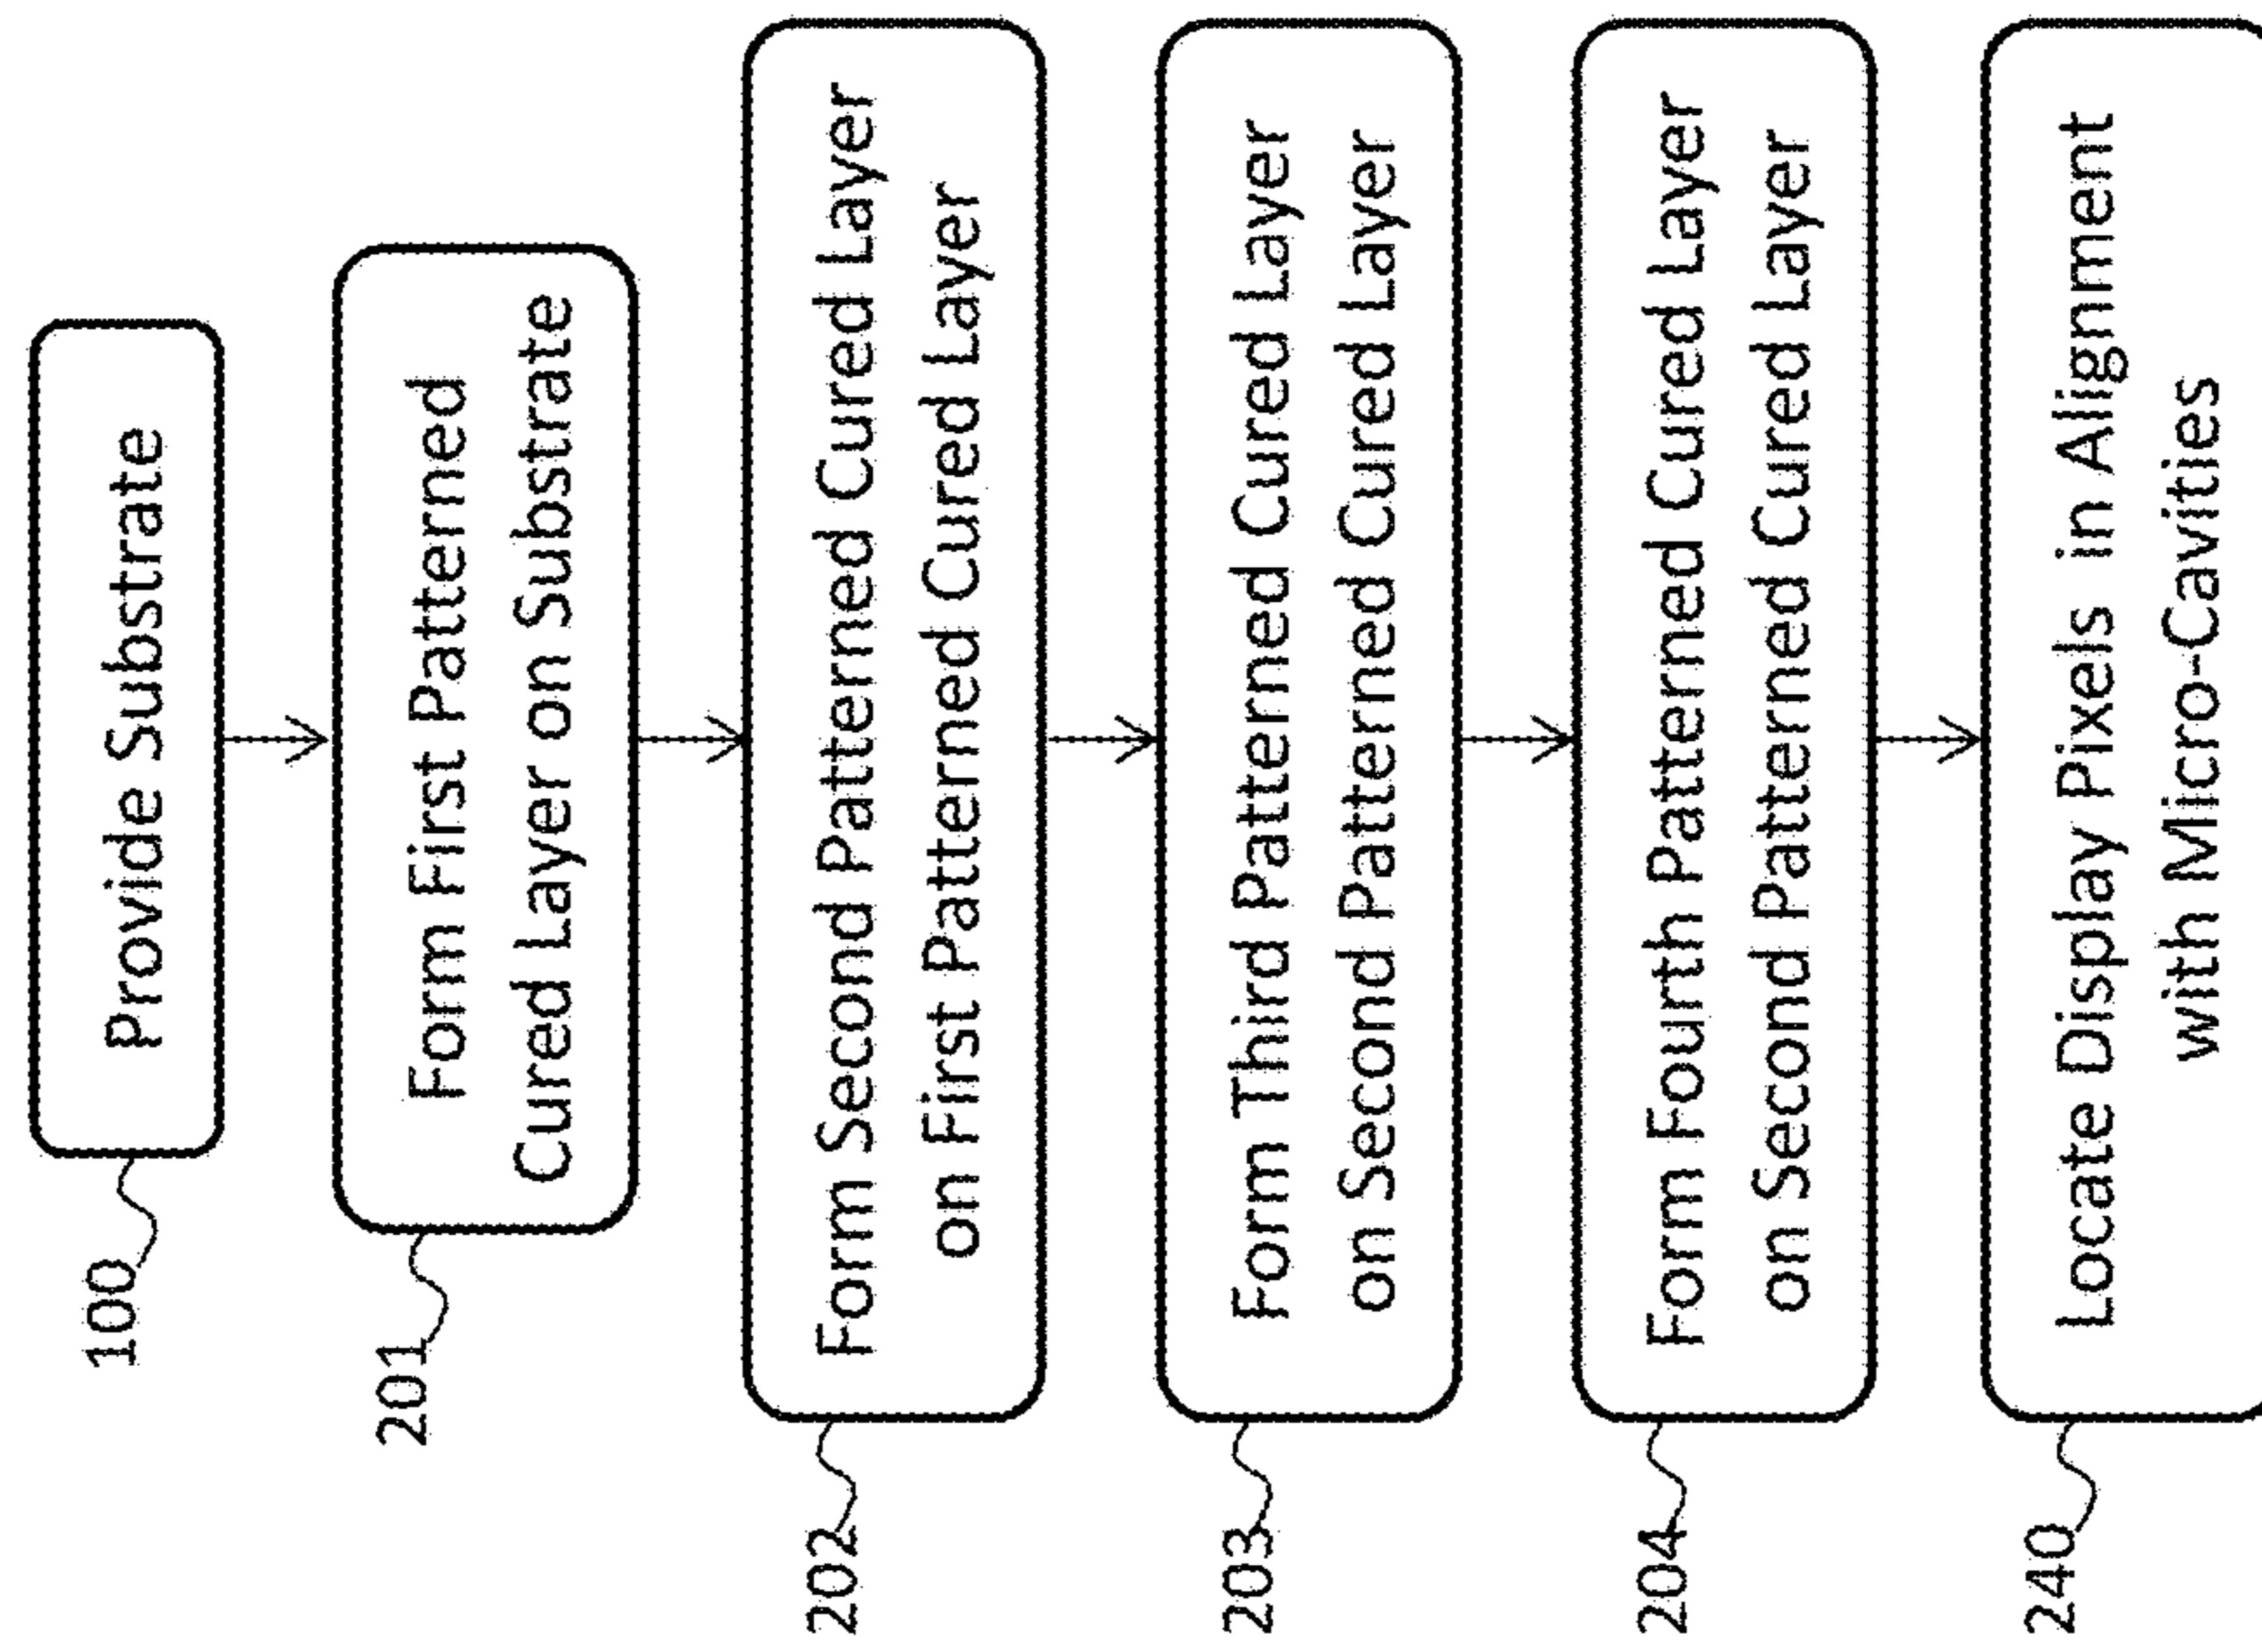 100
Provide Substrate
201
Form First Patterned
Cured Layer on Substrate
202
Form Second Patterned Cured Layer
on First Patterned Cured Layer
203
Form Third Patterned Cured Layer
on Second Patterned Cured Layer
204
Form Fourth Patterned Cured Layer
on Second Patterned Cured Layer
240
Locate Display Pixels in Alignment
with Micro-Cavities